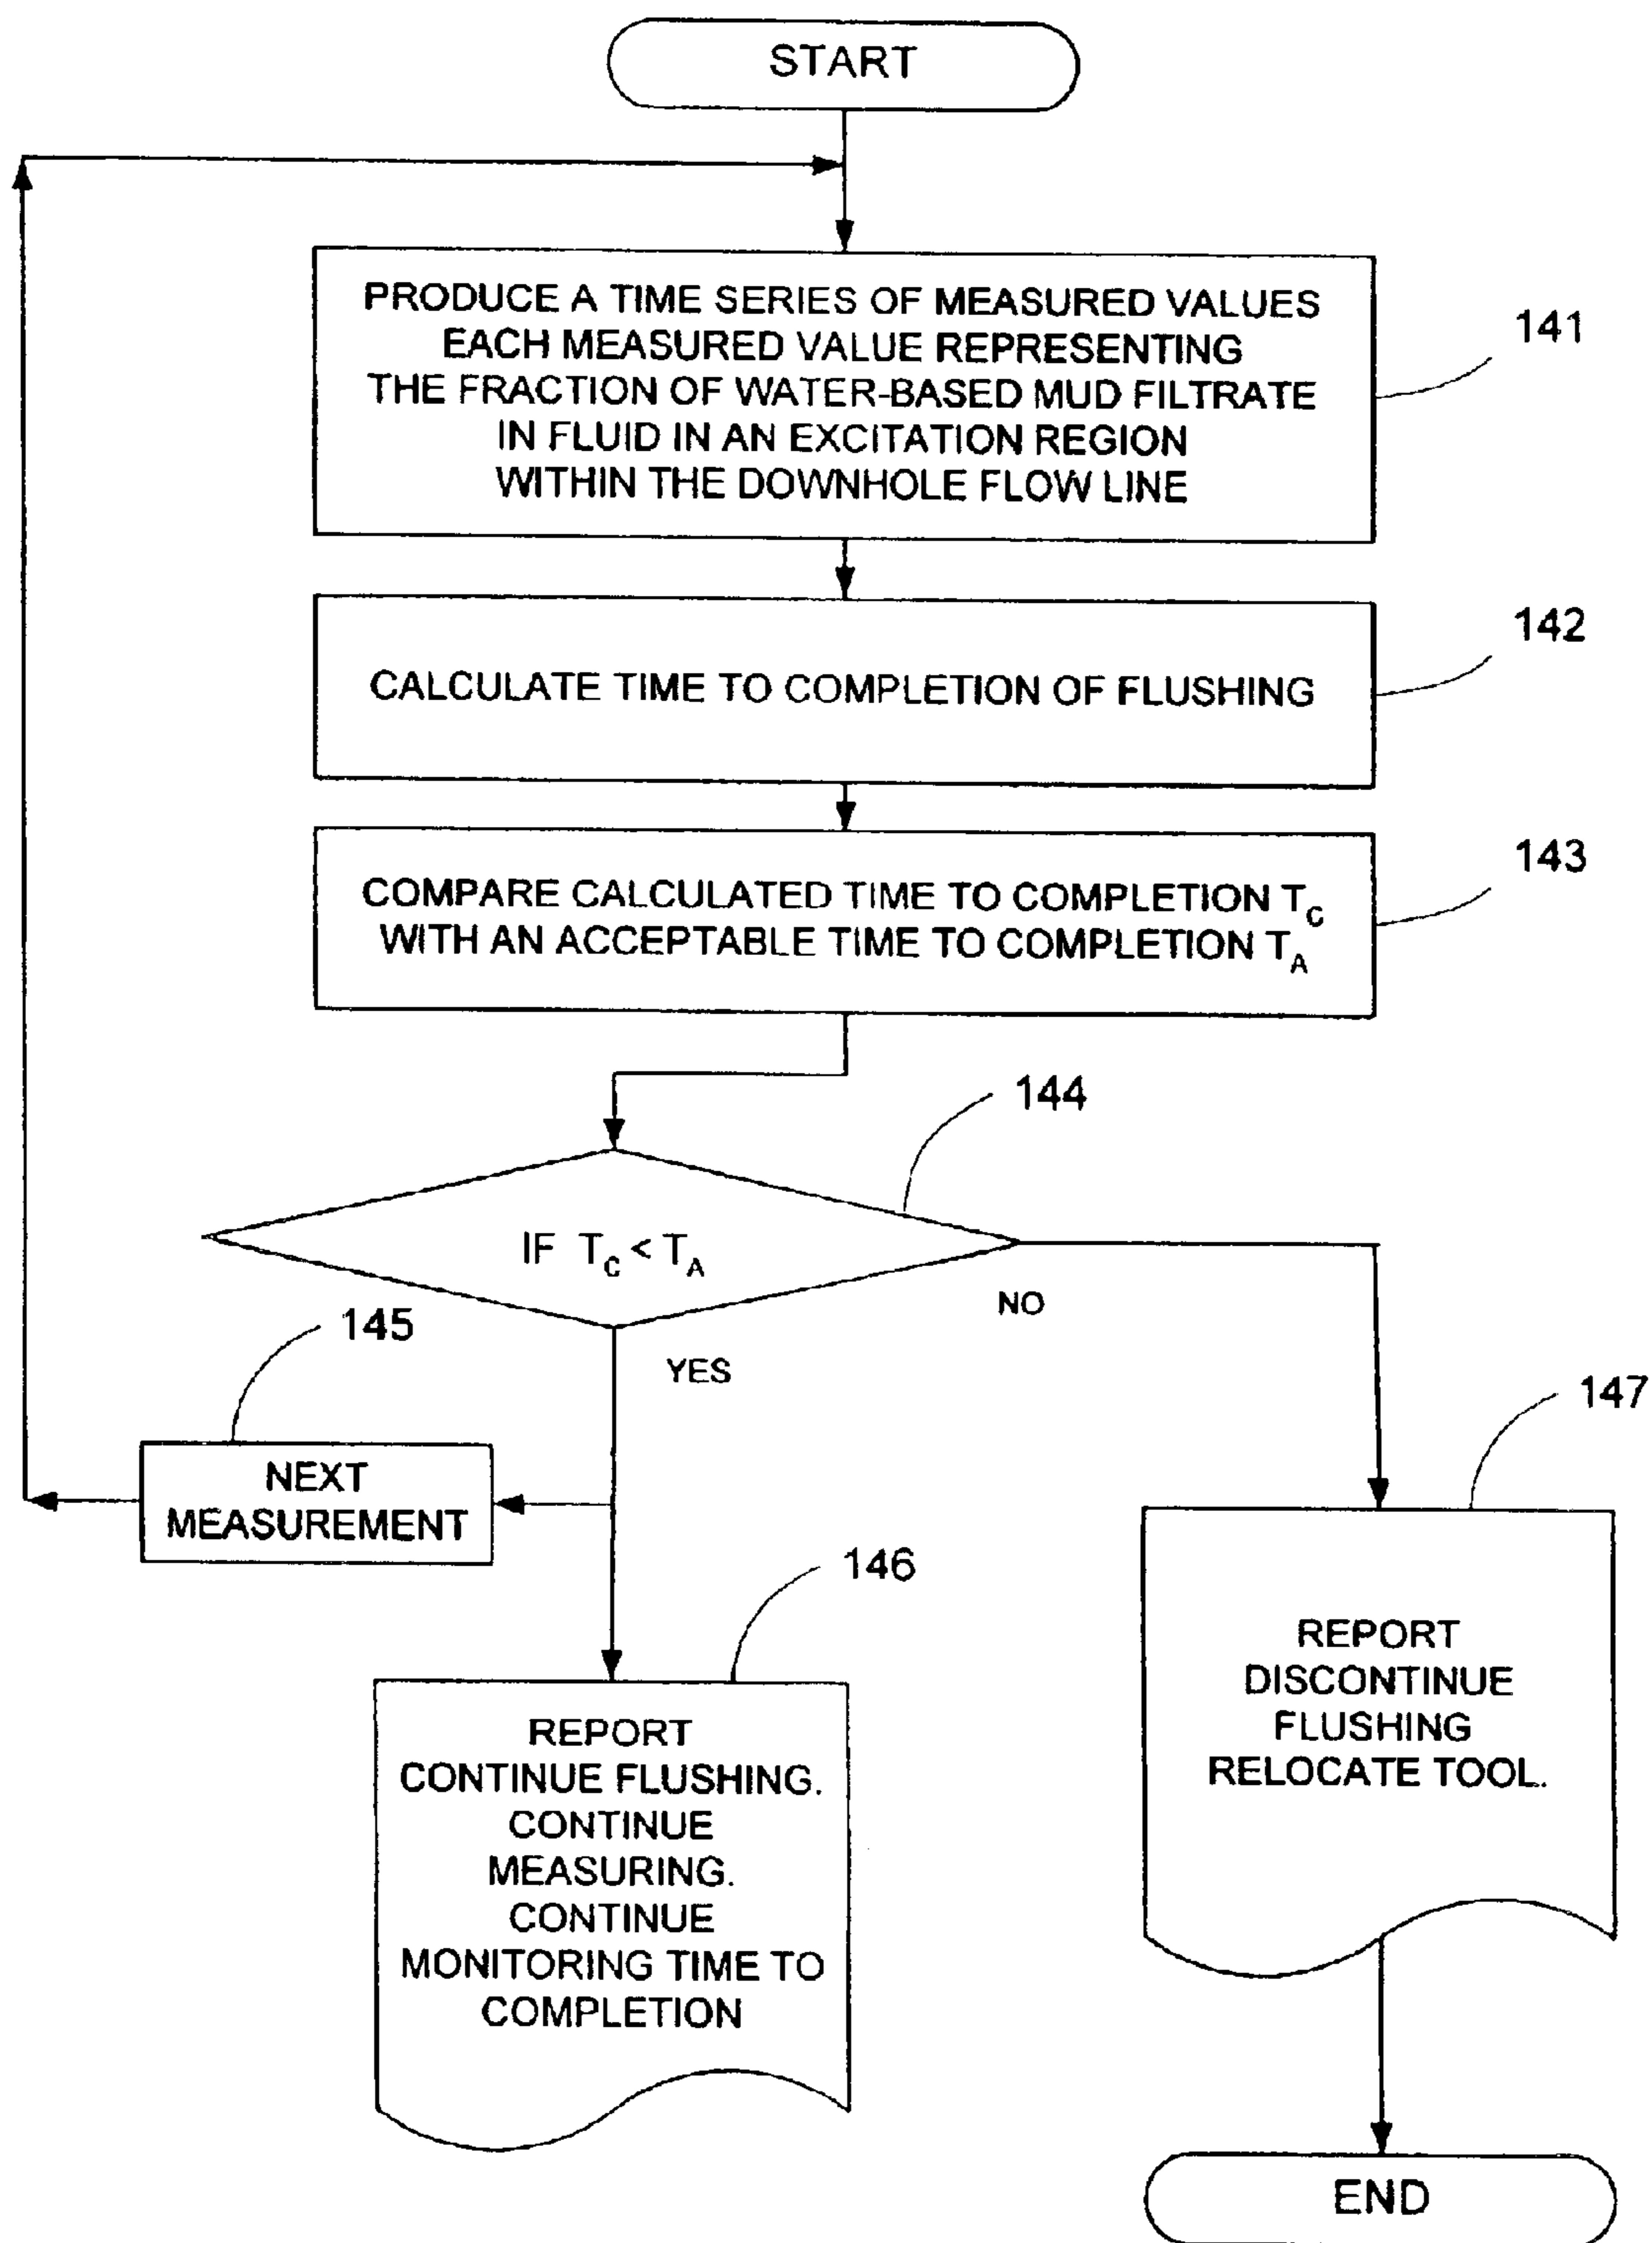 START
PRODUCE A TIME SERIES OF MEASURED VALUES
EACH MEASURED VALUE REPRESENTING
THE FRACTION OF WATER-BASED MUD FILTRATE
IN FLUID IN AN EXCITATION REGION
WITHIN THE DOWNHOLE FLOW LINE
141
CALCULATE TIME TO COMPLETION OF FLUSHING
142
COMPARE CALCULATED TIME TO COMPLETION TC
WITH AN ACCEPTABLE TIME TO COMPLETION TA
143
144
IF TC < TA
NO
YES
145
NEXT
MEASUREMENT
146
REPORT
CONTINUE FLUSHING.
CONTINUE
MEASURING.
CONTINUE
MONITORING TIME TO
COMPLETION
147
REPORT
DISCONTINUE
FLUSHING
RELOCATE TOOL.
END